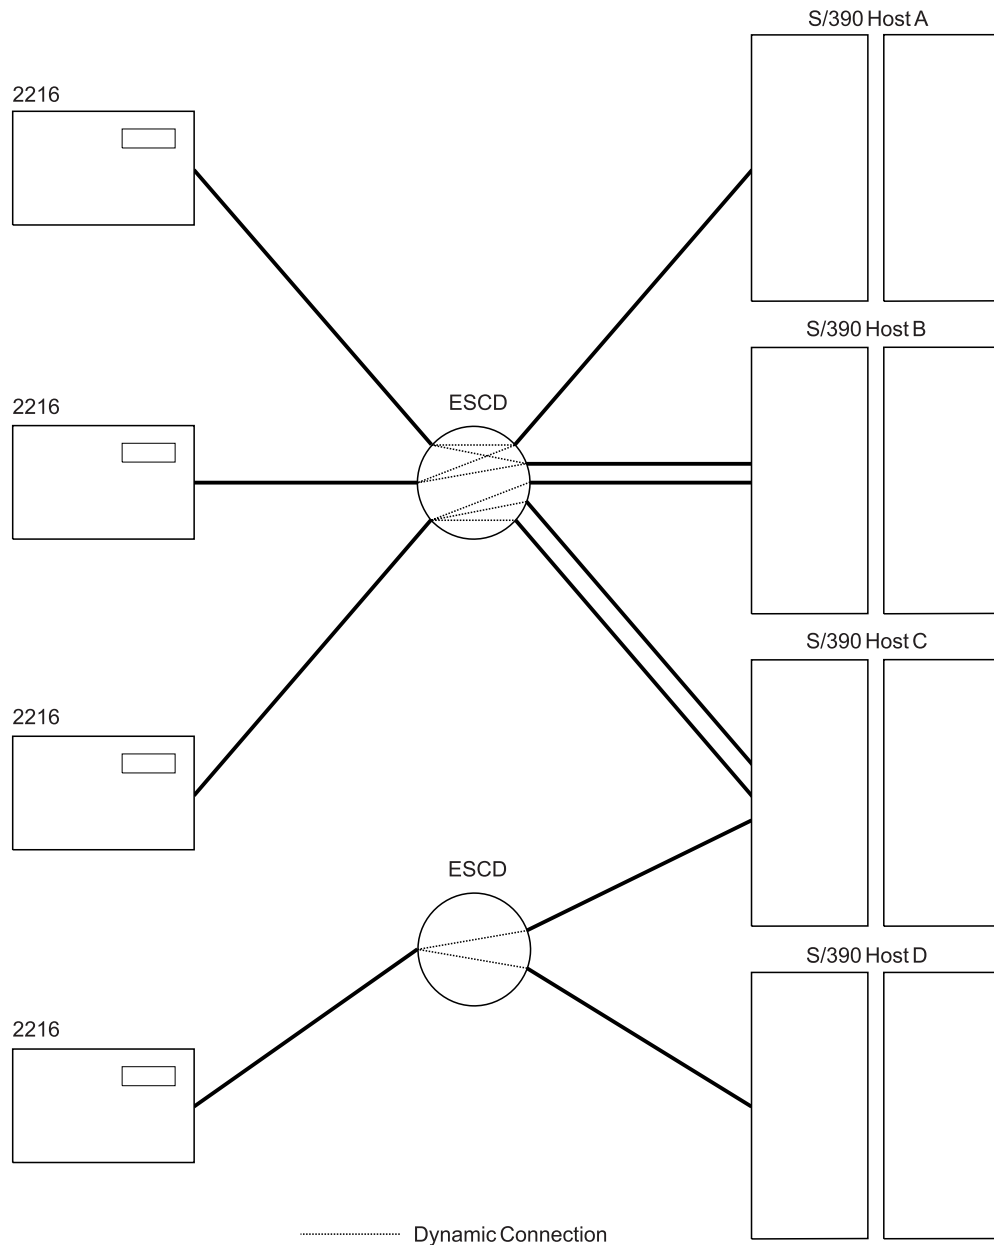 S/390 Host A
2216
S/390 Host B
ESCD
2216
S/390 Host C
2216
ESCD
S/390 Host D
2216
Dynamic Connection